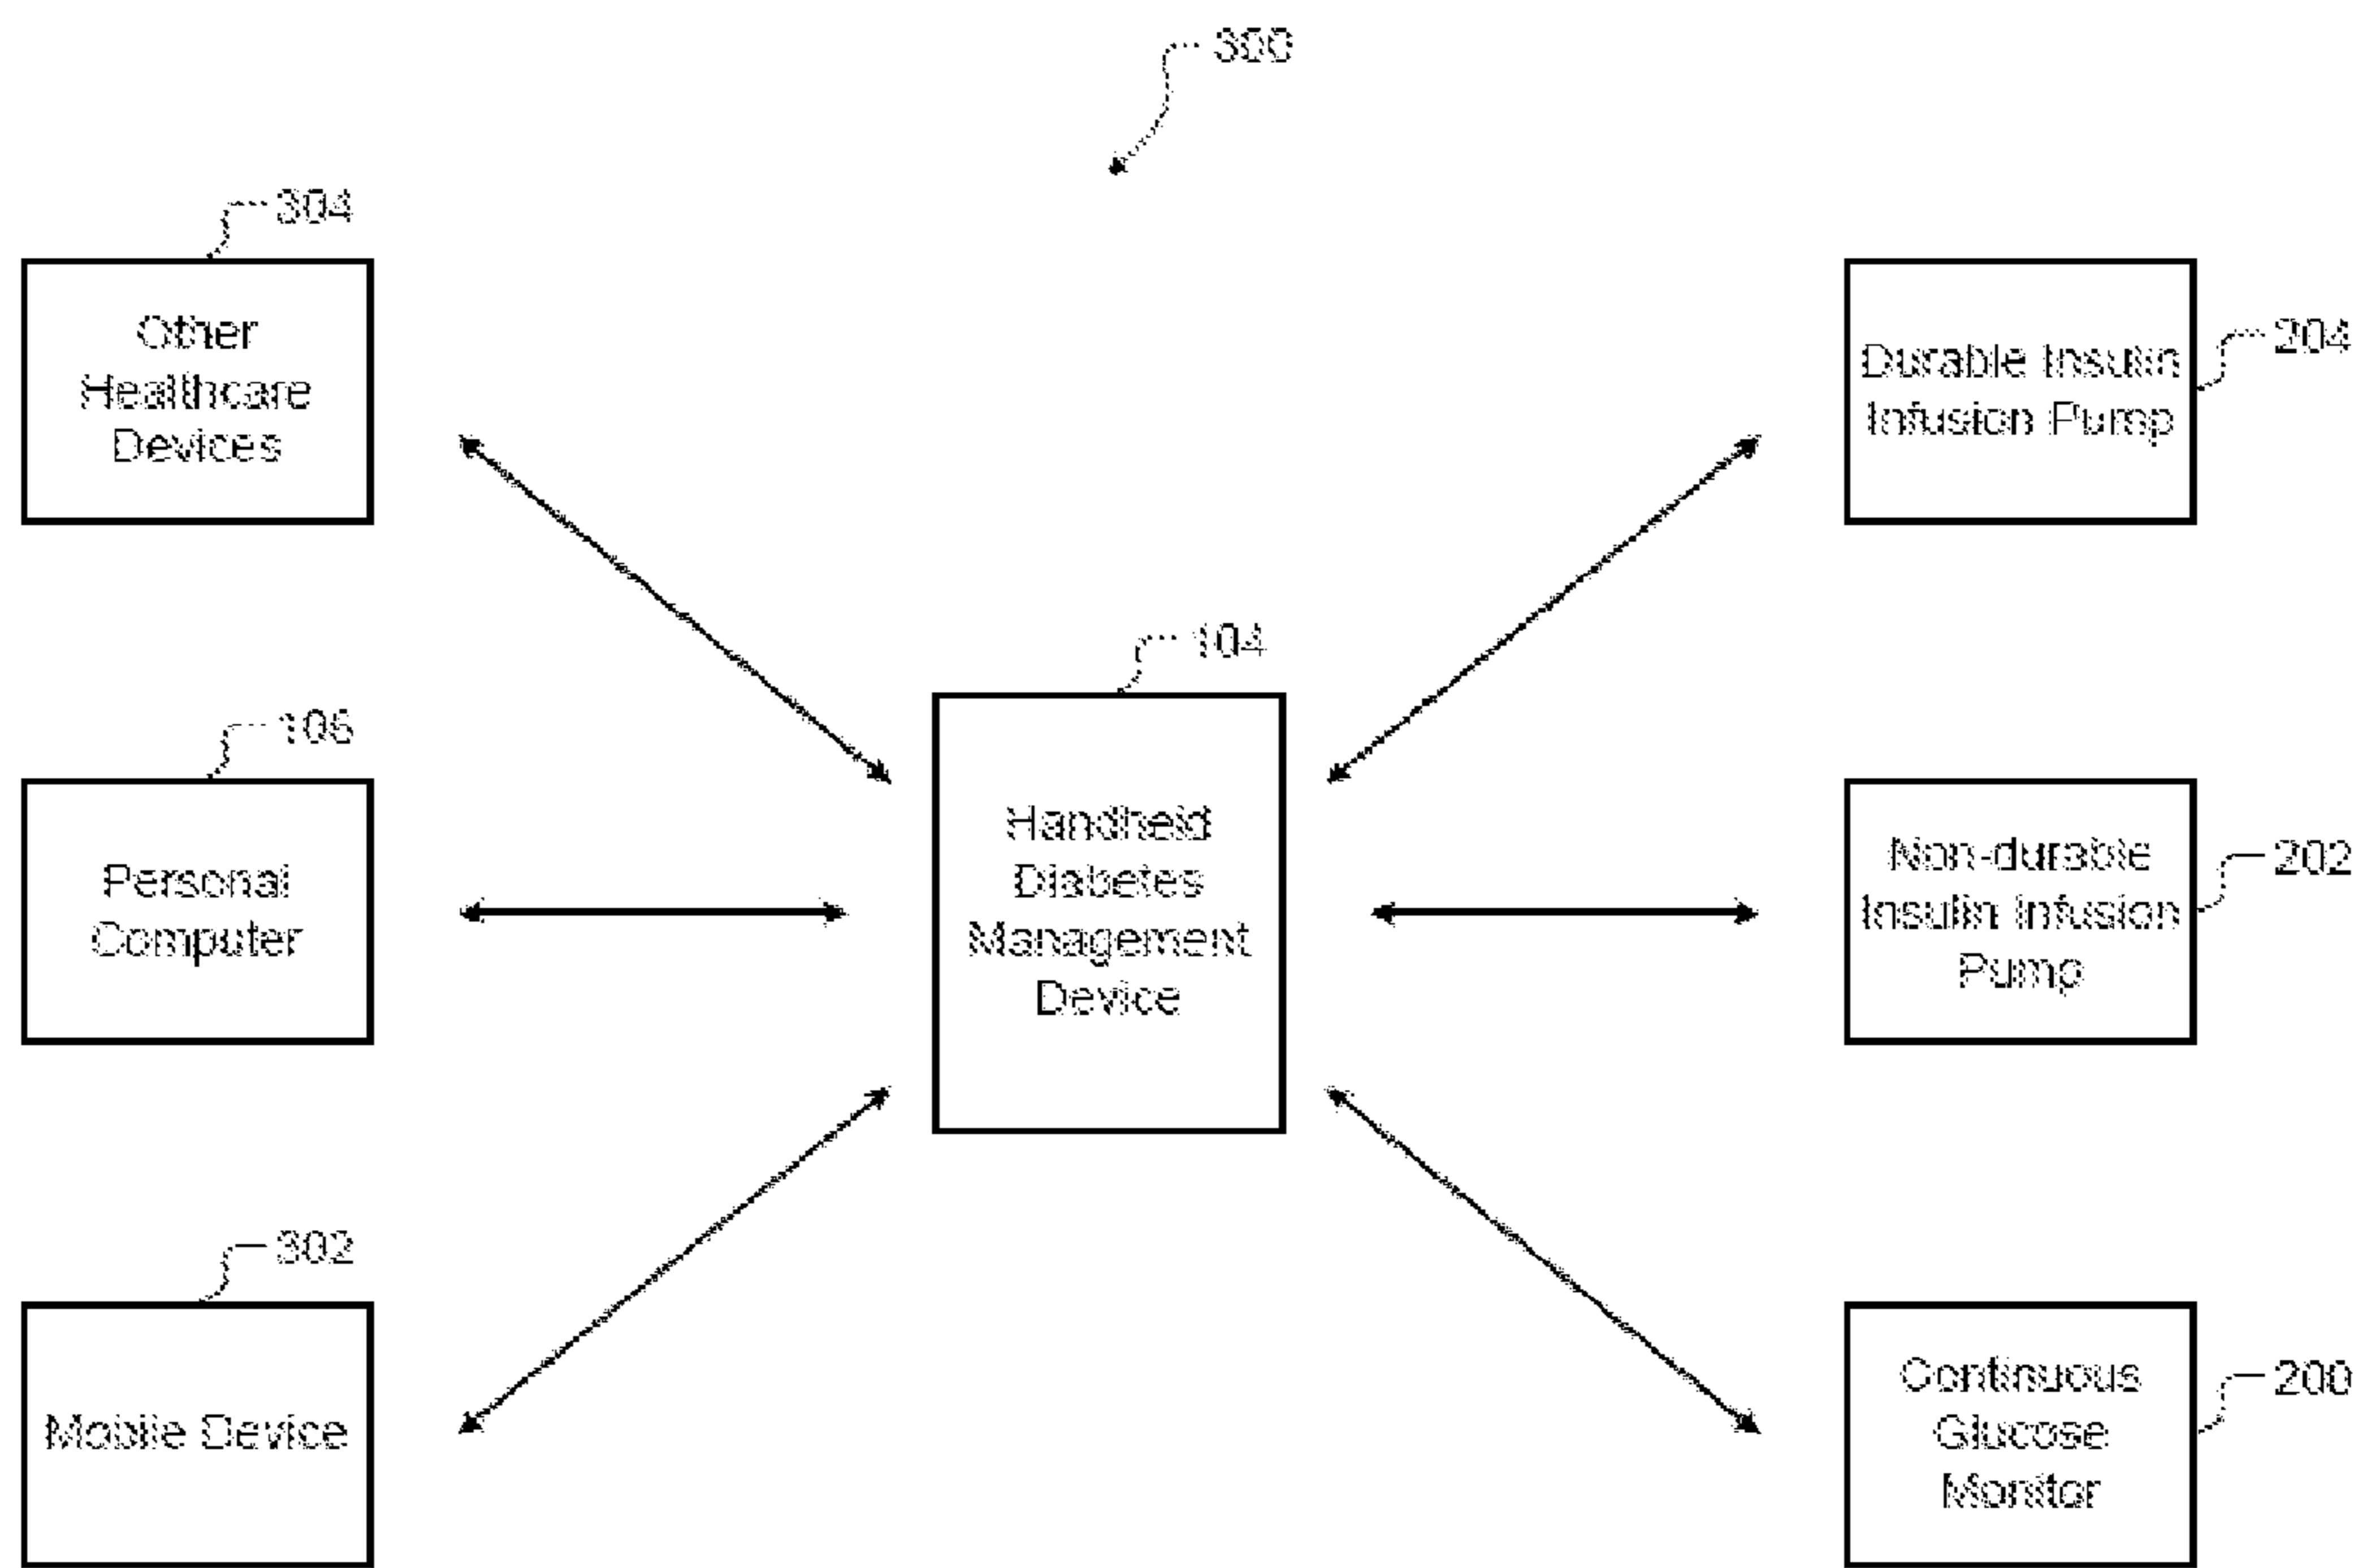 300
304
Other
Healthcare
Devices
204
Durable Insulin
Infusion Pump
104
Handheld
Diabetes
Management
Device
106
Personal
Computer
202
Non-durable
Insulin Infusion
Pump
302
Mobile Device
200
Continuous
Glucose
Monitor